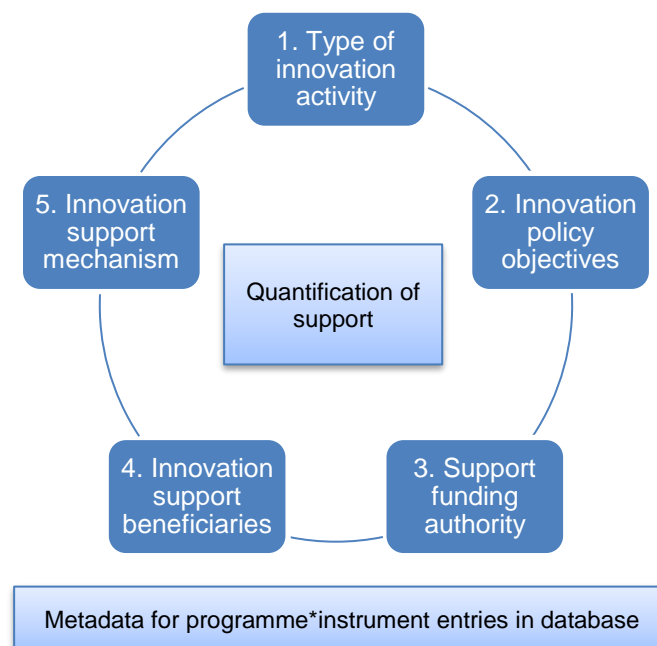 1. Type of
innovation
activity
2. Innovation
policy
objectives
3. Support
funding
authority
4. Innovation
support
beneficiaries
5. Innovation
support
mechanism
Quantification of
support
Metadata for programme*instrument entries in database